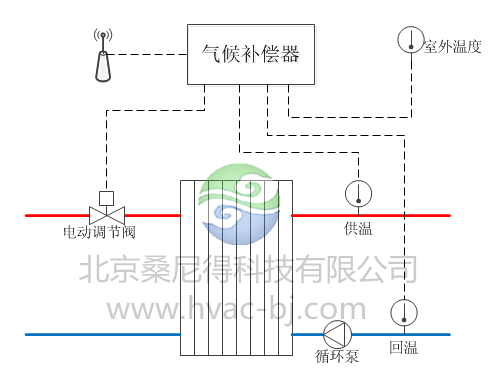 气候补偿器
室外温度
电动调节阀
供温
北京桑尼得科技有限公司
www.hvac-bj.com
循环泵
回温